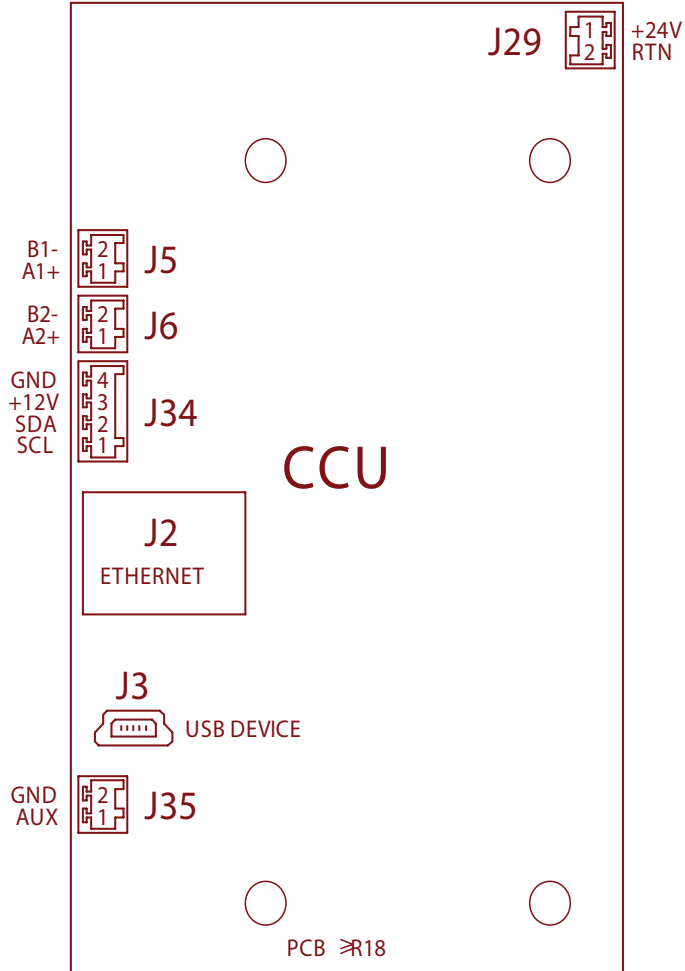 J29
1 +24V
2 RTN
B1- 2
A1+ 1
J5
B2- 2
A2+ 1
J6
GND 4
+12V 3
SDA 2
SCL 1
J34
CCU
J2
ETHERNET
J3
USB DEVICE
GND 2
AUX 1
J35
PCB ≥R18